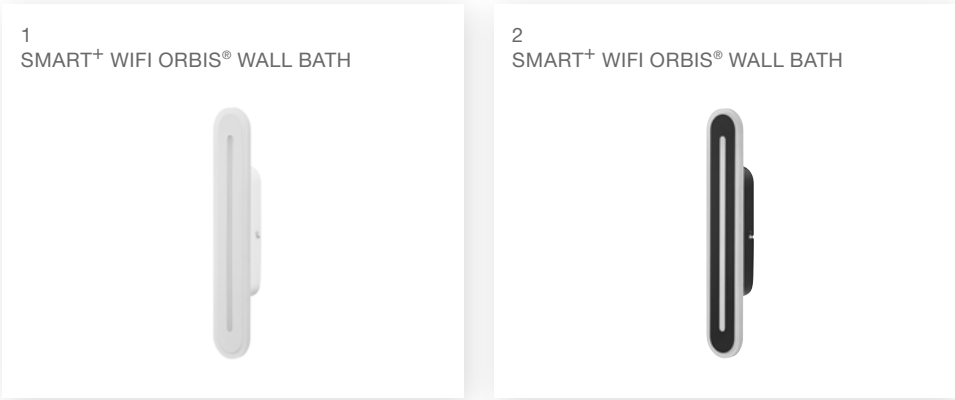 1
SMART+ WIFI ORBIS® WALL BATH
2
SMART+ WIFI ORBIS® WALL BATH